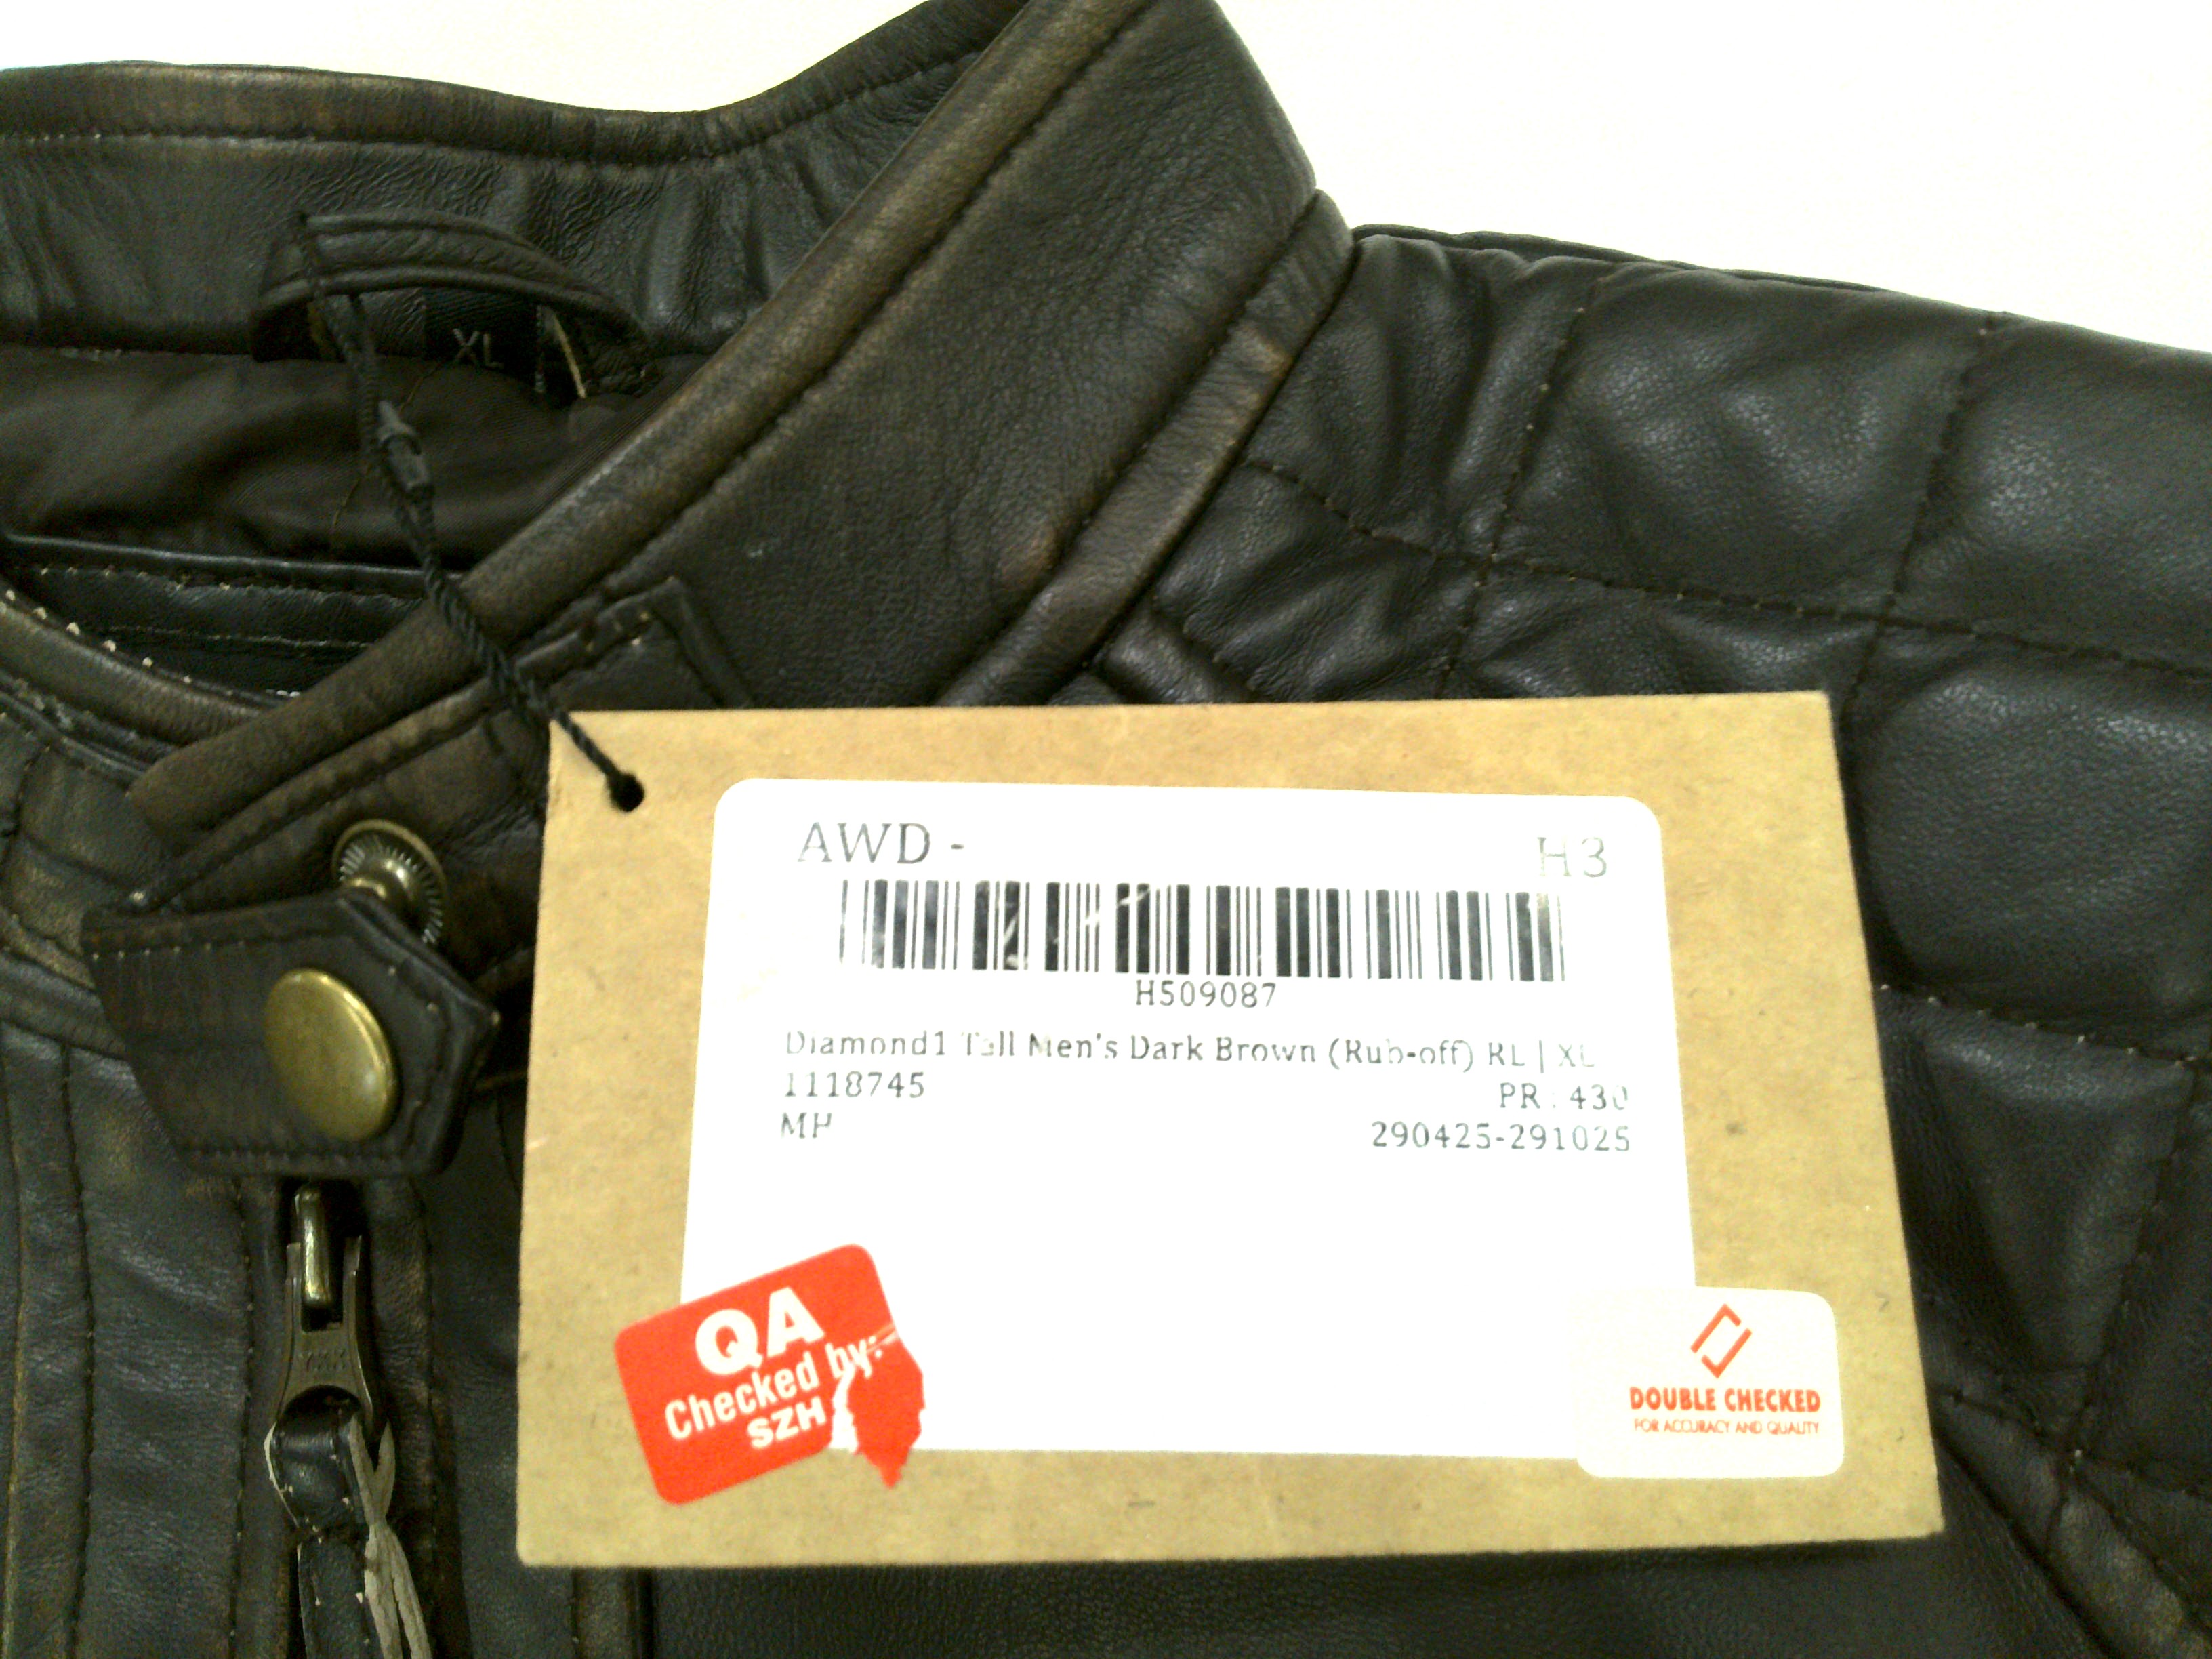 XL
AWD - H3
H509087
Diamond1 Tall Men's Dark Brown (Rub-off) RL | XL
1118745 PR : 430
MH 290425-291025
QA
Checked by:
SZH
DOUBLE CHECKED
FOR ACCURACY AND QUALITY